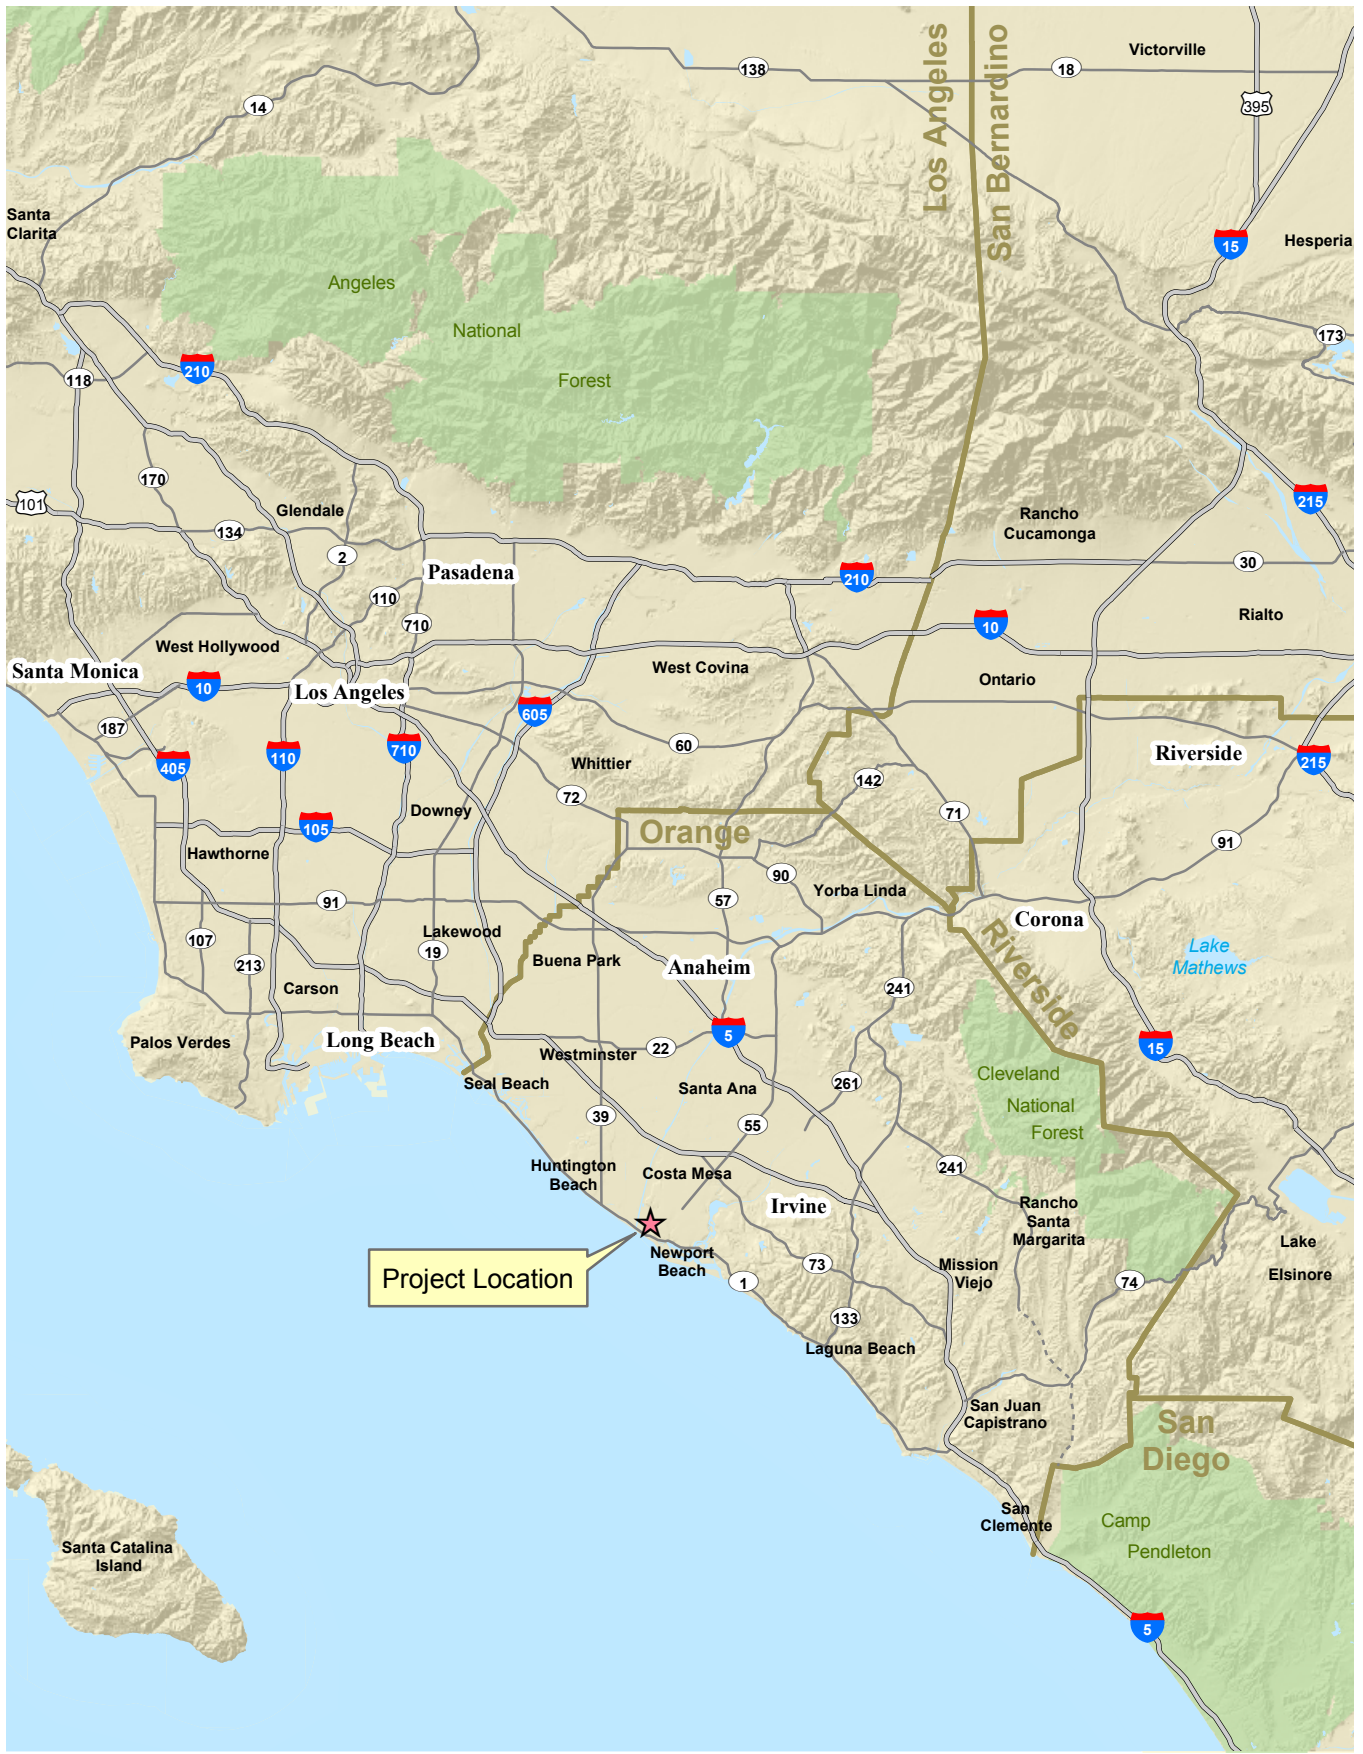 Victorville
138
18
395
14
Los Angeles
San Bernardino
Santa
Clarita
15
Hesperia
Angeles
National
Forest
173
210
118
170
101
Glendale
134
2
215
Rancho
Cucamonga
30
Pasadena
210
110
710
10
Rialto
West Hollywood
Santa Monica
10
Los Angeles
West Covina
Ontario
187
605
60
405
110
710
Whittier
Riverside
215
142
72
Downey
71
105
Orange
91
Hawthorne
90
Yorba Linda
91
57
Corona
107
Lakewood
19
213
Buena Park
Anaheim
Riverside
Lake
Mathews
Carson
241
Palos Verdes
Long Beach
5
15
Westminster
22
Seal Beach
Santa Ana
261
Cleveland
National
Forest
39
55
Huntington
Beach
Costa Mesa
241
Irvine
Rancho
Santa
Margarita
Lake
Elsinore
Newport
Beach
Project Location
73
1
Mission
Viejo
74
133
Laguna Beach
San Juan
Capistrano
San
Diego
San
Clemente
Camp
Pendleton
Santa Catalina
Island
5